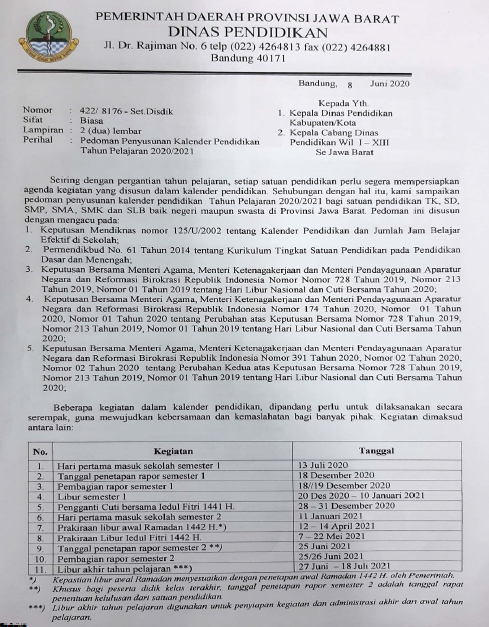 PEMERINTAH DAERAH PROVINSI JAWA BARAT
DINAS PENDIDIKAN
Jl. Dr. Rajiman No. 6 telp (022) 4264813 fax (022) 4264881
Bandung 40171
Bandung, 8 Juni 2020
Kepada Yth.
1. Kepala Dinas Pendidikan
Kabupaten/Kota
2. Kepala Cabang Dinas
Pendidikan Wil I – XIII
Se Jawa Barat
Nomor : 422/ 8176 - Set.Disdik
Sifat : Biasa
Lampiran : 2 (dua) lembar
Perihal : Pedoman Penyusunan Kalender Pendidikan
Tahun Pelajaran 2020/2021
Seiring dengan pergantian tahun pelajaran, setiap satuan pendidikan perlu segera mempersiapkan
agenda kegiatan yang disusun dalam kalender pendidikan. Sehubungan dengan hal itu, kami sampaikan
pedoman penyusunan kalender pendidikan Tahun Pelajaran 2020/2021 bagi satuan pendidikan TK, SD,
SMP, SMA, SMK dan SLB baik negeri maupun swasta di Provinsi Jawa Barat. Pedoman ini disusun
dengan mengacu pada:
1. Keputusan Mendiknas nomor 125/U/2002 tentang Kalender Pendidikan dan Jumlah Jam Belajar
Efektif di Sekolah;
2. Permendikbud No. 61 Tahun 2014 tentang Kurikulum Tingkat Satuan Pendidikan pada Pendidikan
Dasar dan Menengah;
3. Keputusan Bersama Menteri Agama, Menteri Ketenagakerjaan dan Menteri Pendayagunaan Aparatur
Negara dan Reformasi Birokrasi Republik Indonesia Nomor Nomor 728 Tahun 2019, Nomor 213
Tahun 2019, Nomor 01 Tahun 2019 tentang Hari Libur Nasional dan Cuti Bersama Tahun 2020;
4. Keputusan Bersama Menteri Agama, Menteri Ketenagakerjaan dan Menteri Pendayagunaan Aparatur
Negara dan Reformasi Birokrasi Republik Indonesia Nomor 174 Tahun 2020, Nomor 01 Tahun
2020, Nomor 01 Tahun 2020 tentang Perubahan atas Keputusan Bersama Nomor 728 Tahun 2019,
Nomor 213 Tahun 2019, Nomor 01 Tahun 2019 tentang Hari Libur Nasional dan Cuti Bersama Tahun
2020;
5. Keputusan Bersama Menteri Agama, Menteri Ketenagakerjaan dan Menteri Pendayagunaan Aparatur
Negara dan Reformasi Birokrasi Republik Indonesia Nomor 391 Tahun 2020, Nomor 02 Tahun 2020,
Nomor 02 Tahun 2020 tentang Perubahan Kedua atas Keputusan Bersama Nomor 728 Tahun 2019,
Nomor 213 Tahun 2019, Nomor 01 Tahun 2019 tentang Hari Libur Nasional dan Cuti Bersama Tahun
2020;
Beberapa kegiatan dalam kalender pendidikan, dipandang perlu untuk dilaksanakan secara
serempak, guna mewujudkan kebersamaan dan kemaslahatan bagi banyak pihak. Kegiatan dimaksud
antara lain:
No. Kegiatan Tanggal
1. Hari pertama masuk sekolah semester 1 13 Juli 2020
2. Tanggal penetapan rapor semester 1 18 Desember 2020
3. Pembagian rapor semester 1 18//19 Desember 2020
4. Libur semester 1 20 Des 2020 – 10 Januari 2021
5. Pengganti Cuti bersama Iedul Fitri 1441 H 28 – 31 Desember 2020
6. Hari pertama masuk sekolah semester 2 11 Januari 2021
7. Prakiraan libur awal Ramadan 1442 H.*) 12 – 14 April 2021
8. Prakiraan Libur Iedul Fitri 1442 H. 7 – 22 Mei 2021
9. Tanggal penetapan rapor semester 2 **) 25 Juni 2021
10. Pembagian rapor semester 2 25/26 Juni 2021
11. Libur akhir tahun pelajaran ***) 27 Juni – 18 Juli 2021
*) Kepastian libur awal Ramadan menyesuaikan dengan penetapan awal Ramadan 1442 H. oleh Pemerintah.
**) Khusus bagi peserta didik kelas terakhir, tanggal penetapan rapor semester 2 adalah tanggal rapat
penentuan kelulusan dari satuan pendidikan.
***) Libur akhir tahun pelajaran digunakan untuk penyiapan kegiatan dan administrasi akhir dari awal tahun
pelajaran.